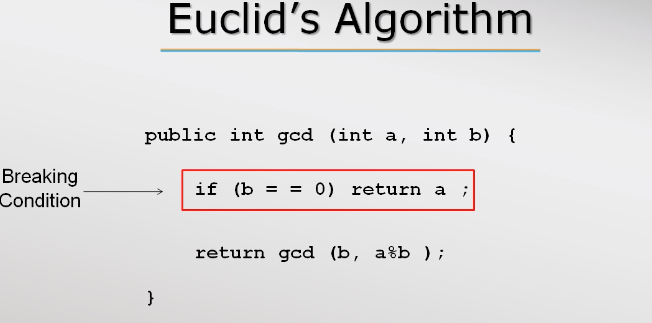 Euclid's Algorithm
public int gcd (int a, int b) {
Breaking
Condition
if (b = = 0) return a ;
return gcd (b, a%b );
}